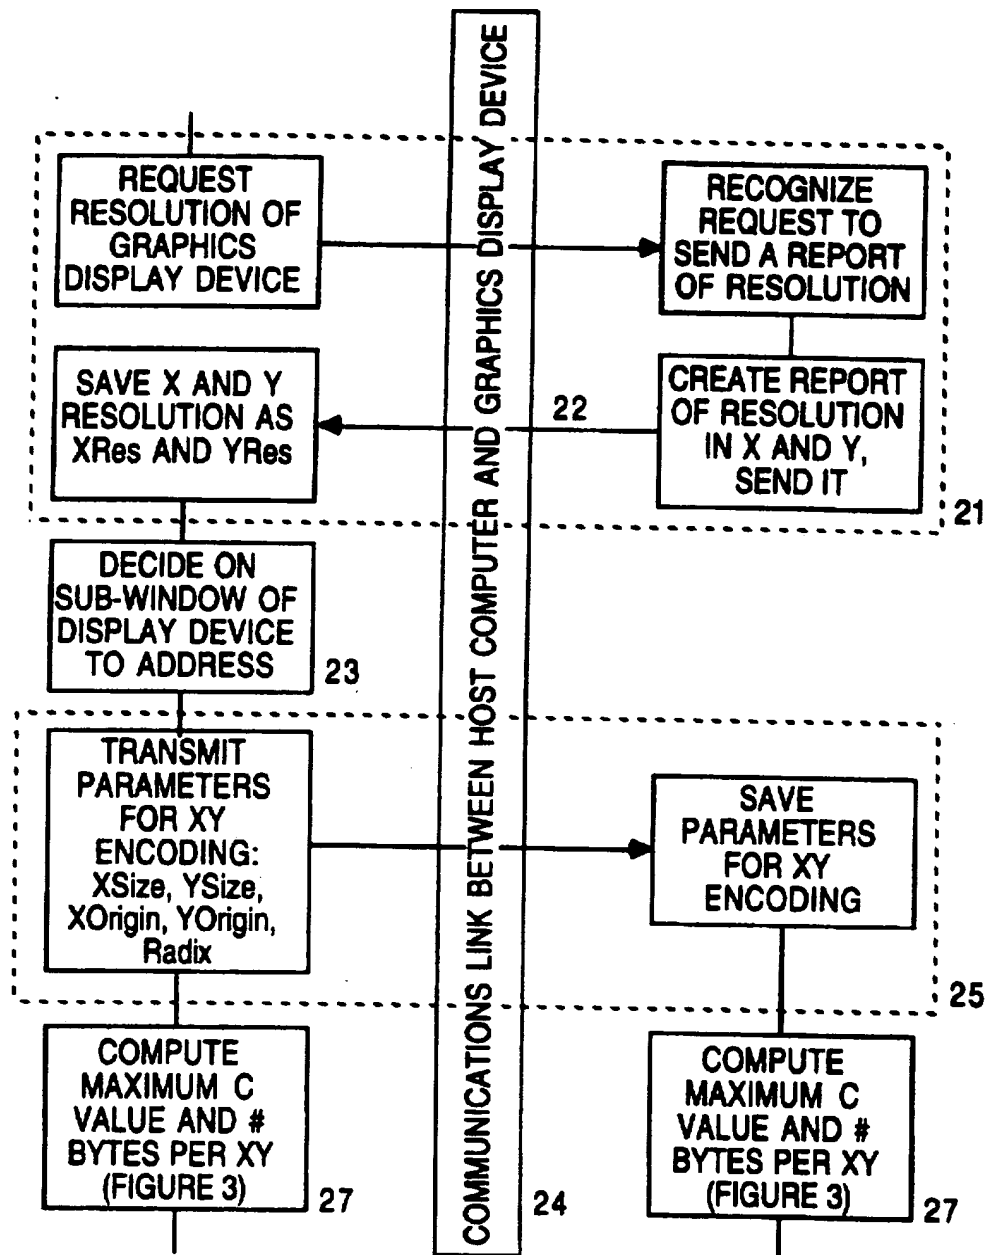 REQUEST
RESOLUTION OF
GRAPHICS
DISPLAY DEVICE
RECOGNIZE
REQUEST TO
SEND A REPORT
OF RESOLUTION
SAVE X AND Y
RESOLUTION AS
XRes AND YRes
22
CREATE REPORT
OF RESOLUTION
IN X AND Y,
SEND IT
21
DECIDE ON
SUB-WINDOW OF
DISPLAY DEVICE
TO ADDRESS
23
COMMUNICATIONS LINK BETWEEN HOST COMPUTER AND GRAPHICS DISPLAY DEVICE
TRANSMIT
PARAMETERS
FOR XY
ENCODING:
XSize, YSize,
XOrigin, YOrigin,
Radix
SAVE
PARAMETERS
FOR XY
ENCODING
25
COMPUTE
MAXIMUM C
VALUE AND #
BYTES PER XY
(FIGURE 3)
27
24
COMPUTE
MAXIMUM C
VALUE AND #
BYTES PER XY
(FIGURE 3)
27